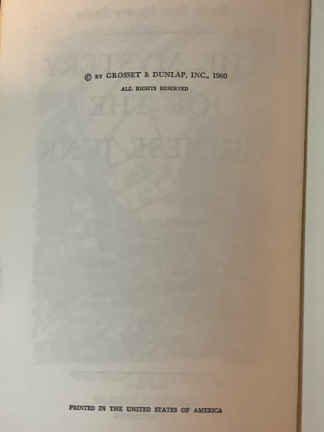 © BY GROSSET & DUNLAP, INC., 1960
ALL RIGHTS RESERVED
PRINTED IN THE UNITED STATES OF AMERICA